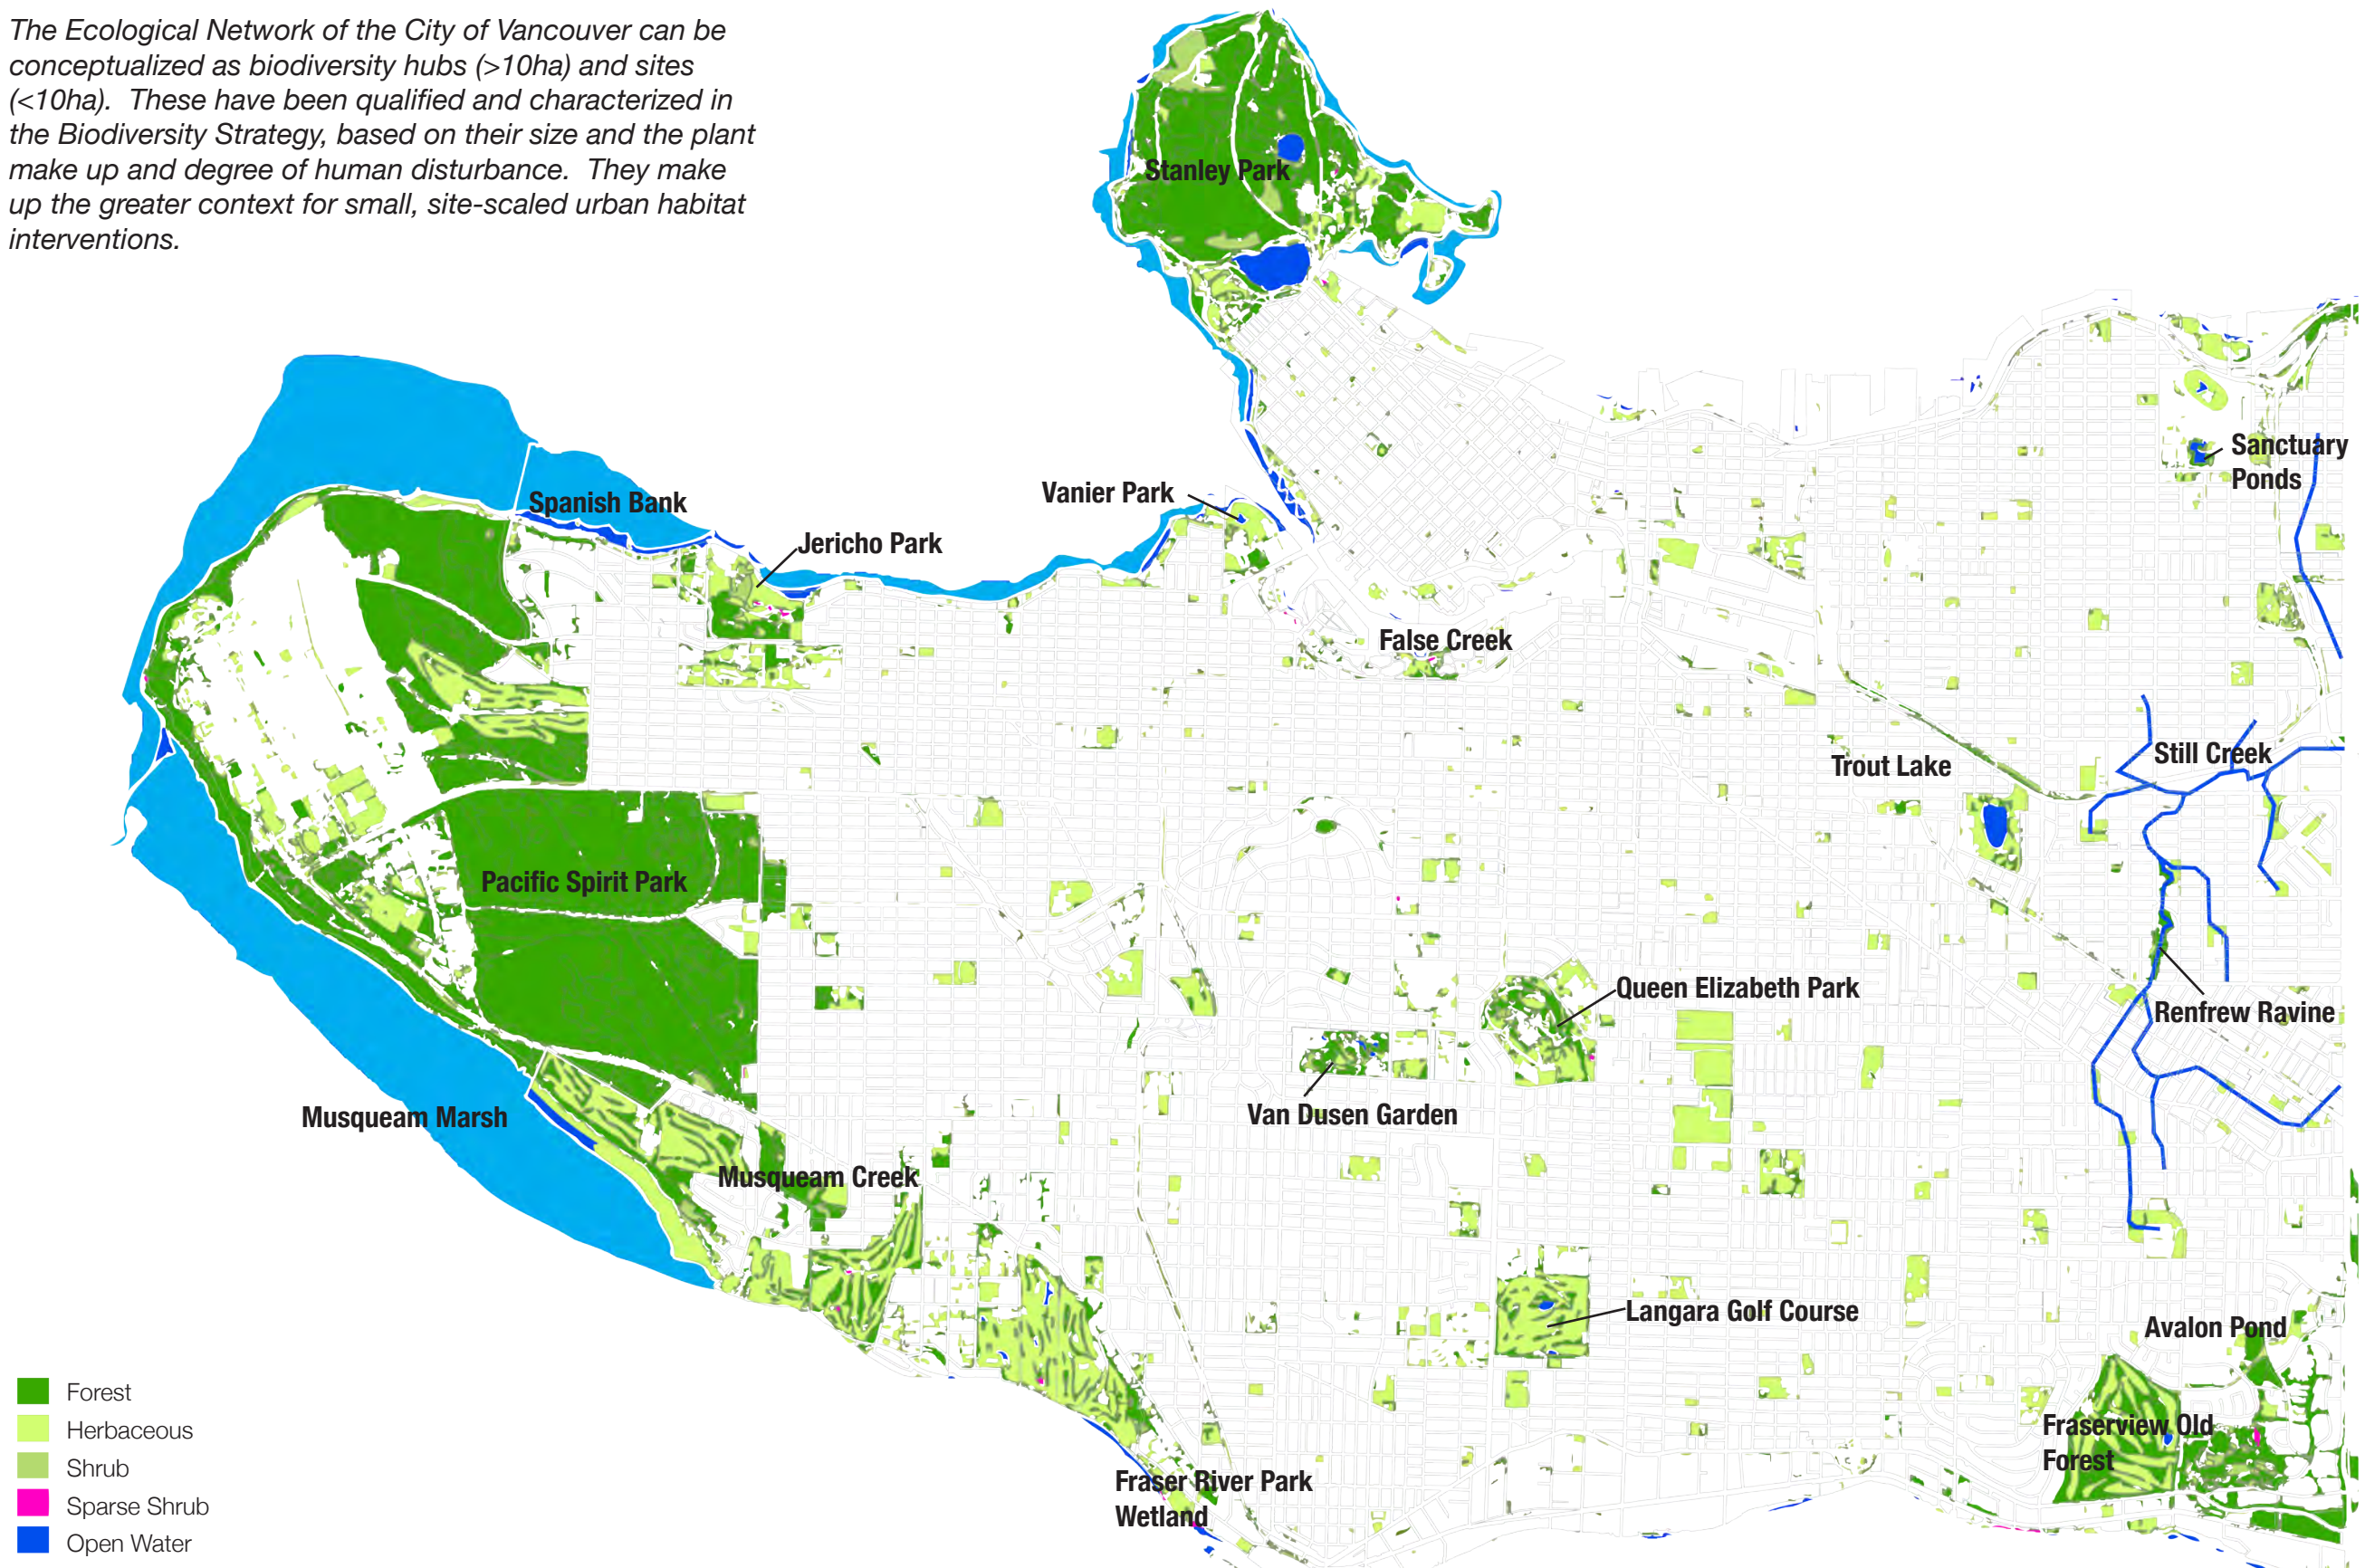 The Ecological Network of the City of Vancouver can be
conceptualized as biodiversity hubs (>10ha) and sites
(<10ha).  These have been qualified and characterized in
the Biodiversity Strategy, based on their size and the plant
make up and degree of human disturbance.  They make
up the greater context for small, site-scaled urban habitat
interventions.
Stanley Park
Sanctuary
Ponds
Vanier Park
Spanish Bank
Jericho Park
False Creek
Still Creek
Trout Lake
Pacific Spirit Park
Queen Elizabeth Park
Renfrew Ravine
Van Dusen Garden
Musqueam Marsh
Musqueam Creek
Langara Golf Course
Avalon Pond
Fraserview Old
Forest
Fraser River Park
Wetland
Forest
Herbaceous
Shrub
Sparse Shrub
Open Water